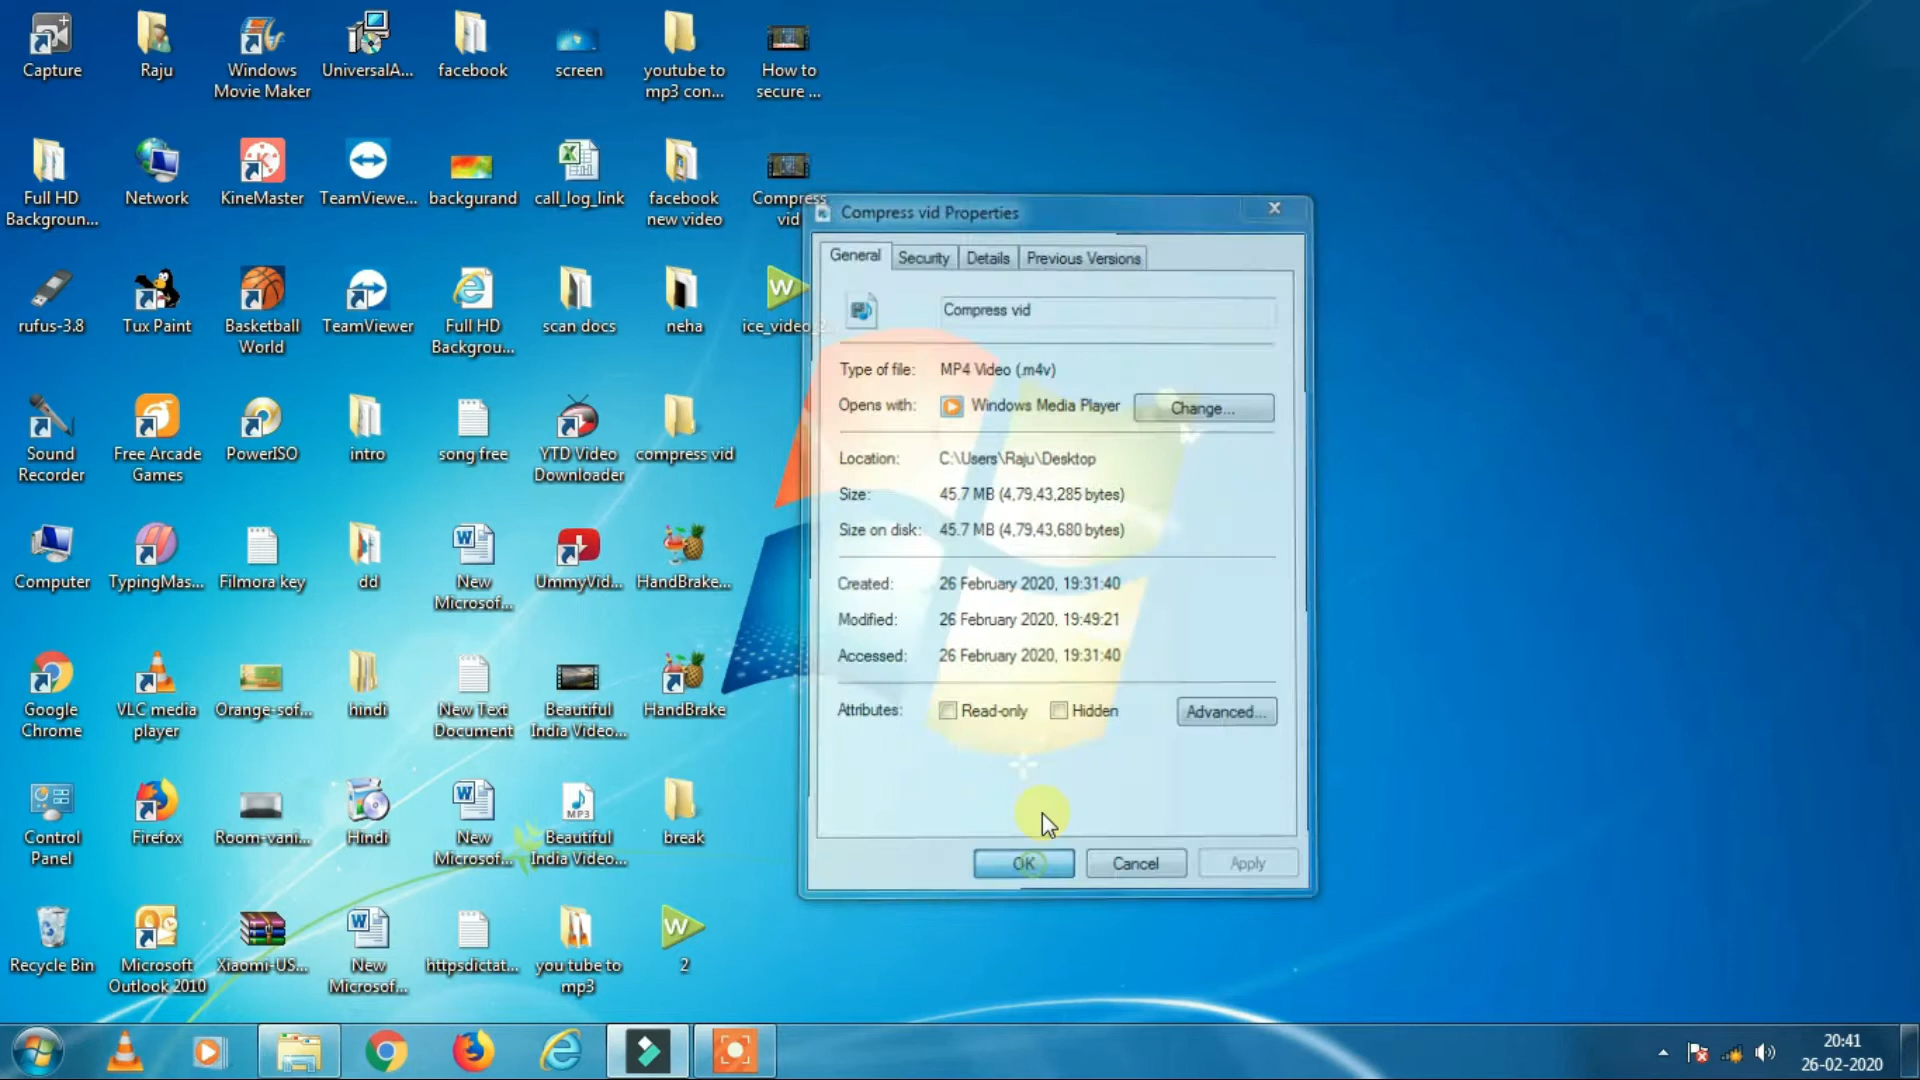 Capture
Raju
Windows
Movie Maker
UniversalA...
facebook
screen
youtube to
mp3 con...
How to
secure ...
Full HD
Backgroun...
Network
KineMaster
TeamViewe...
backgurand
call_log_link
facebook
new video
Compress
vid
rufus-3.8
Tux Paint
Basketball
World
TeamViewer
Full HD
Backgrou...
scan docs
neha
ice_video_2
Sound
Recorder
Free Arcade
Games
PowerISO
intro
song free
YTD Video
Downloader
compress vid
Computer
TypingMas...
Filmora key
dd
New
Microsof...
UmmyVid...
HandBrake...
Google
Chrome
VLC media
player
Orange-sof...
hindi
New Text
Document
Beautiful
India Video...
HandBrake
Control
Panel
Firefox
Room-vani...
Hindi
New
Microsof...
MP3
Beautiful
India Video...
break
Recycle Bin
Microsoft
Outlook 2010
Xiaomi-US...
New
Microsof...
httpsdictat...
you tube to
mp3
2
Compress vid Properties
General
Security
Details
Previous Versions
Compress vid
Type of file: MP4 Video (.m4v)
Opens with: Windows Media Player
Change...
Location: C:\Users\Raju\Desktop
Size: 45.7 MB (4,79,43,285 bytes)
Size on disk: 45.7 MB (4,79,43,680 bytes)
Created: 26 February 2020, 19:31:40
Modified: 26 February 2020, 19:49:21
Accessed: 26 February 2020, 19:31:40
Attributes: Read-only Hidden
Advanced...
OK
Cancel
Apply
20:41
26-02-2020